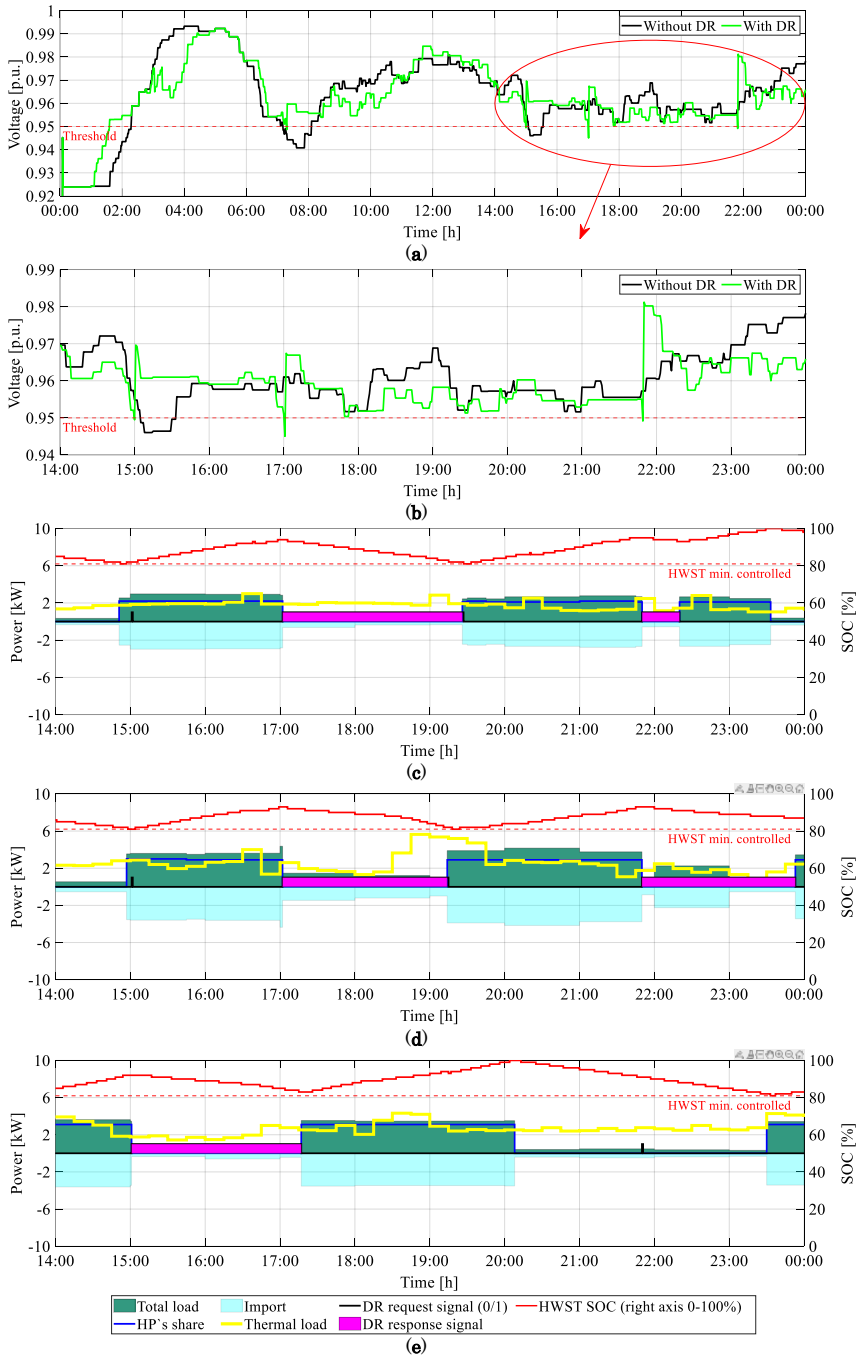 1
0.99
0.98
0.97
0.96
0.95
0.94
0.93
0.92
Voltage [p.u.]
Without DR
With DR
Threshold
00:00 02:00 04:00 06:00 08:00 10:00 12:00 14:00 16:00 18:00 20:00 22:00 00:00
Time [h]
(a)
0.99
0.98
0.97
0.96
0.95
0.94
Voltage [p.u.]
Without DR
With DR
Threshold
14:00 15:00 16:00 17:00 18:00 19:00 20:00 21:00 22:00 23:00 00:00
Time [h]
(b)
10
6
2
-2
-6
-10
Power [kW]
HWST min. controlled
100
80
60
40
20
0
SOC [%]
14:00 15:00 16:00 17:00 18:00 19:00 20:00 21:00 22:00 23:00 00:00
Time [h]
(c)
10
6
2
-2
-6
-10
Power [kW]
HWST min. controlled
100
80
60
40
20
0
SOC [%]
14:00 15:00 16:00 17:00 18:00 19:00 20:00 21:00 22:00 23:00 00:00
Time [h]
(d)
10
6
2
-2
-6
-10
Power [kW]
HWST min. controlled
100
80
60
40
20
0
SOC [%]
14:00 15:00 16:00 17:00 18:00 19:00 20:00 21:00 22:00 23:00 00:00
Time [h]
Total load Import DR request signal (0/1) HWST SOC (right axis 0-100%)
HP`s share Thermal load DR response signal
(e)